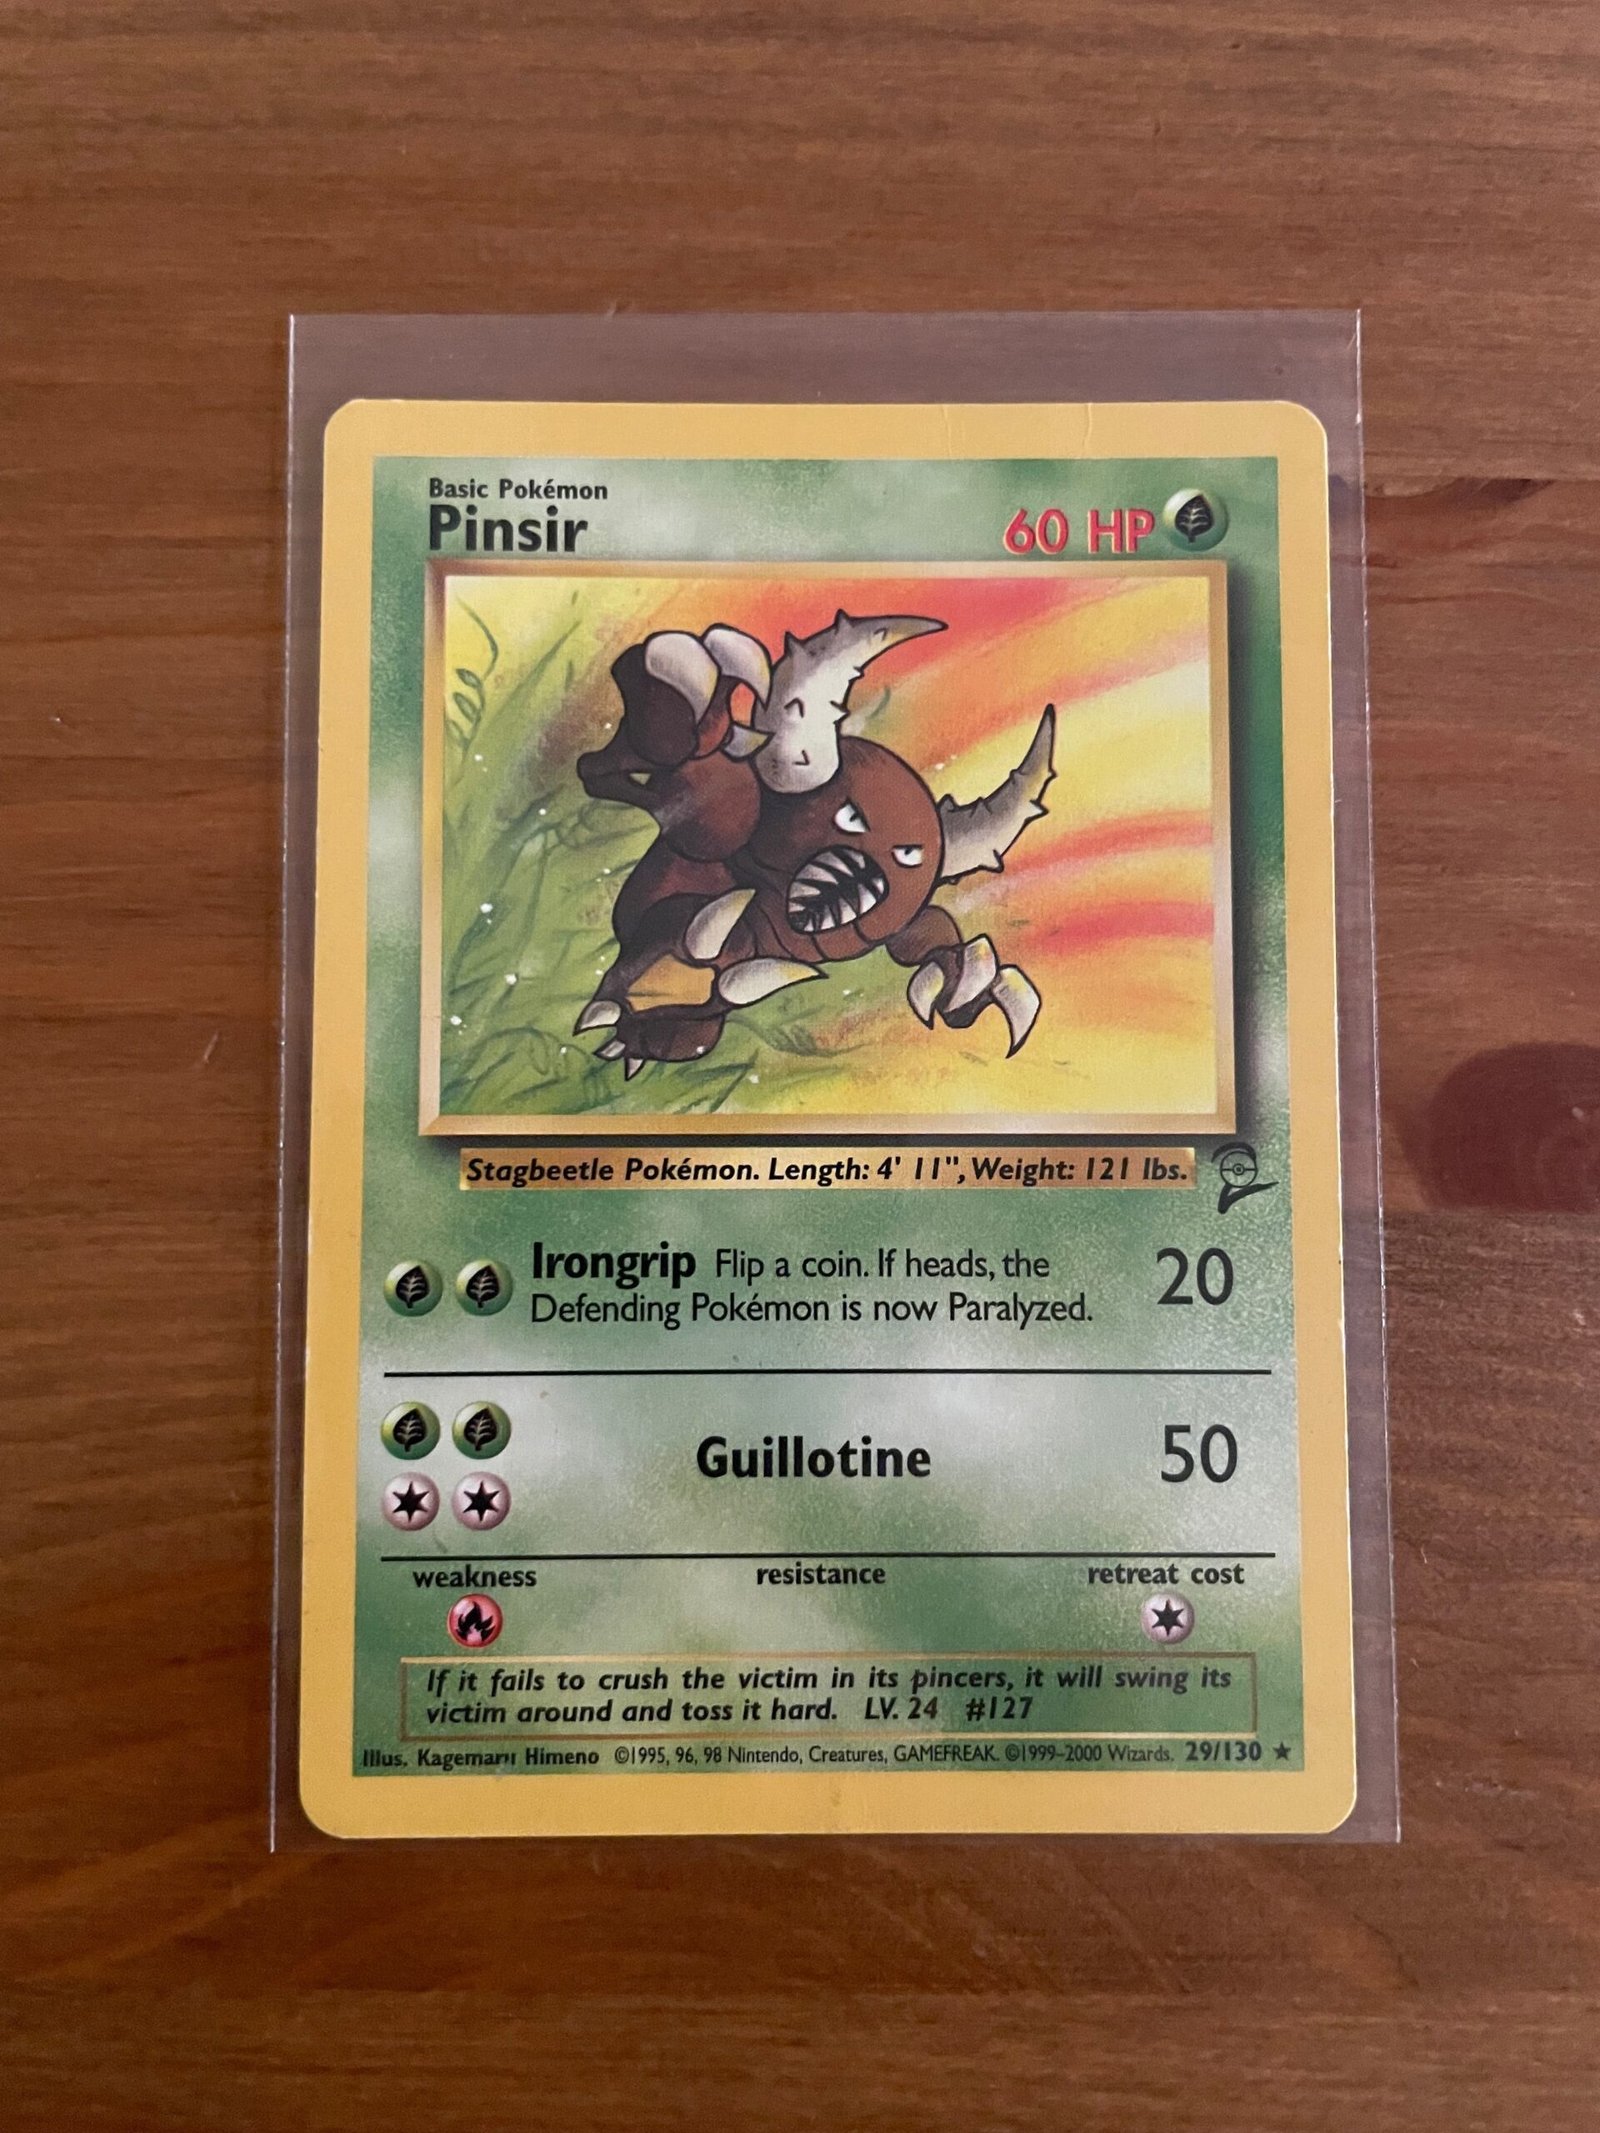 Basic Pokémon
Pinsir
60 HP
Stagbeetle Pokémon. Length: 4' 11", Weight: 121 lbs.
Irongrip Flip a coin. If heads, the
Defending Pokémon is now Paralyzed.
20
Guillotine
50
weakness resistance retreat cost
If it fails to crush the victim in its pincers, it will swing its
victim around and toss it hard. LV. 24 #127
Illus. Kagemaru Himeno ©1995, 96, 98 Nintendo, Creatures, GAMEFREAK. ©1999-2000 Wizards. 29/130 ★